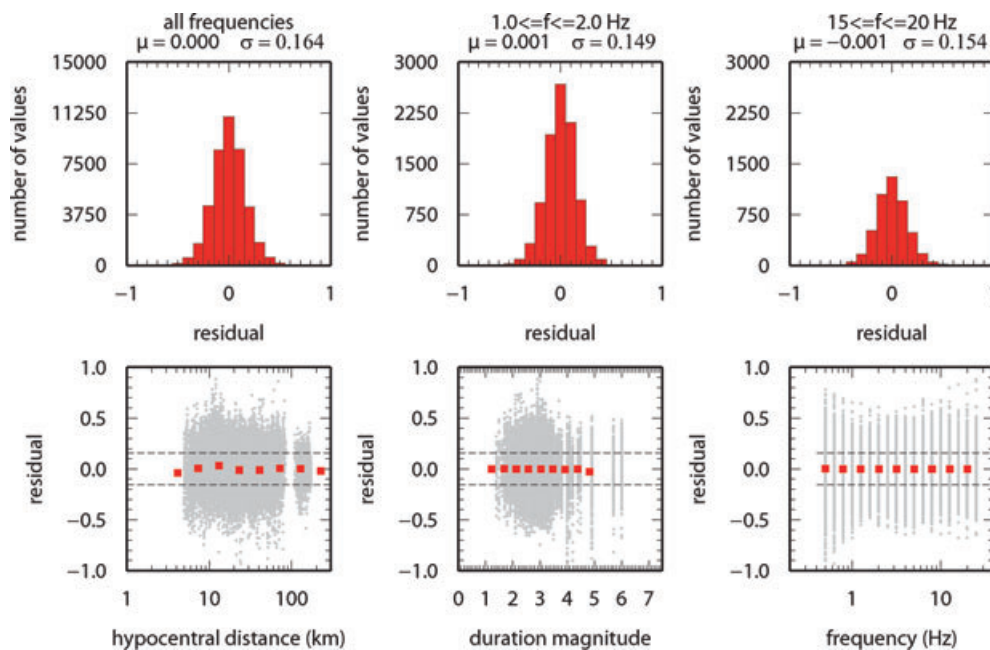 all frequencies
μ = 0.000 σ = 0.164
1.0<=f<=2.0 Hz
μ = 0.001 σ = 0.149
15<=f<=20 Hz
μ = −0.001 σ = 0.154
number of values
15000
11250
7500
3750
0
−1 0 1
residual
number of values
3000
2250
1500
750
0
−1 0 1
residual
number of values
3000
2250
1500
750
0
−1 0
residual
residual
1.0
0.5
0.0
−0.5
−1.0
1 10 100
hypocentral distance (km)
residual
1.0
0.5
0.0
−0.5
−1.0
0 1 2 3 4 5 6 7
duration magnitude
residual
1.0
0.5
0.0
−0.5
−1.0
1 10
frequency (Hz)